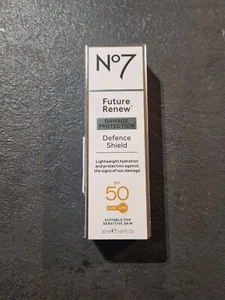 No7
Future
Renew™
DAMAGE
PROTECTION
Defence
Shield
Lightweight hydration
and protection against
the signs of sun damage
SPF
50
SUITABLE FOR
SENSITIVE SKIN